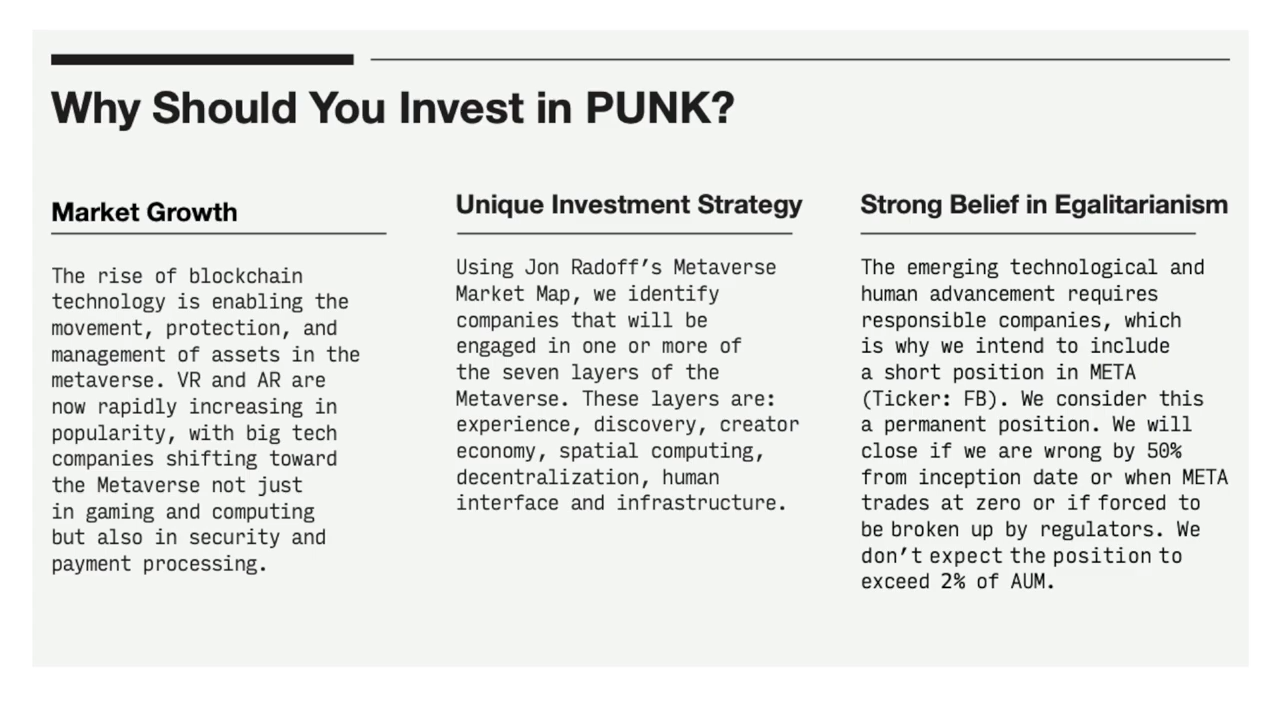 Why Should You Invest in PUNK?
Market Growth
The rise of blockchain
technology is enabling the
movement, protection, and
management of assets in the
metaverse. VR and AR are
now rapidly increasing in
popularity, with big tech
companies shifting toward
the Metaverse not just
in gaming and computing
but also in security and
payment processing.
Unique Investment Strategy
Using Jon Radoff’s Metaverse
Market Map, we identify
companies that will be
engaged in one or more of
the seven layers of the
Metaverse. These layers are:
experience, discovery, creator
economy, spatial computing,
decentralization, human
interface and infrastructure.
Strong Belief in Egalitarianism
The emerging technological and
human advancement requires
responsible companies, which
is why we intend to include
a short position in META
(Ticker: FB). We consider this
a permanent position. We will
close if we are wrong by 50%
from inception date or when META
trades at zero or if forced to
be broken up by regulators. We
don’t expect the position to
exceed 2% of AUM.